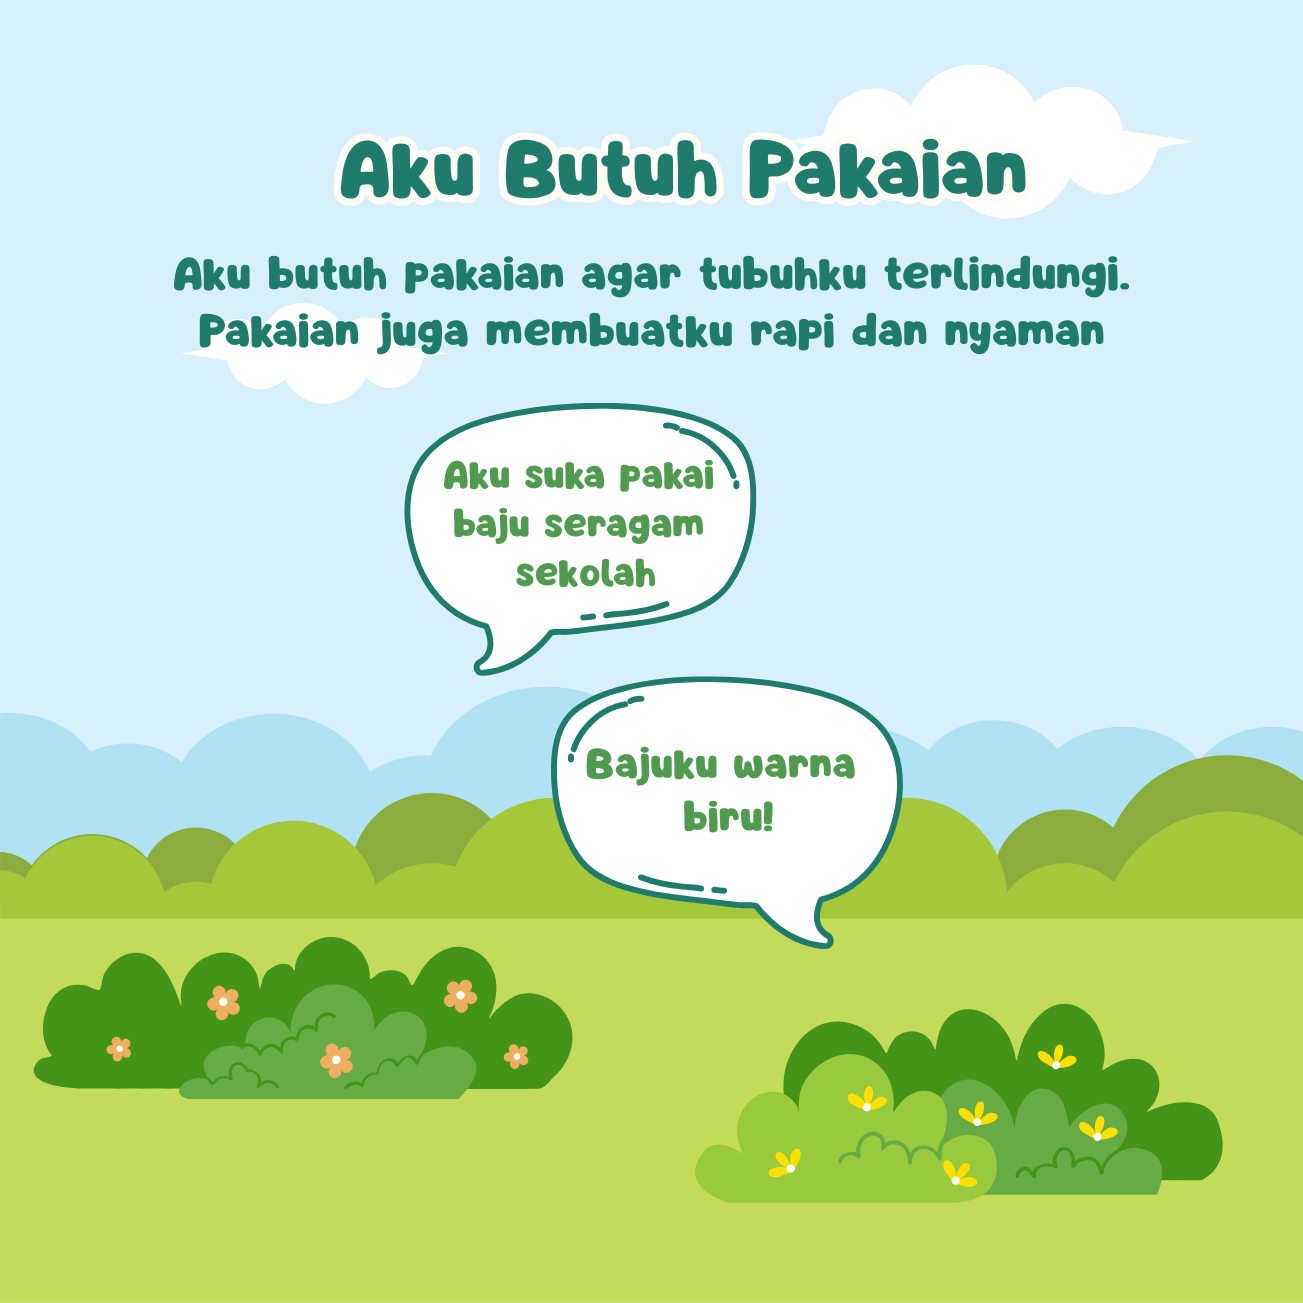 Aku Butuh Pakaian
Aku butuh pakaian agar tubuhku terlindungi.
Pakaian juga membuatku rapi dan nyaman
Aku suka pakai
baju seragam
sekolah
Bajuku warna
biru!